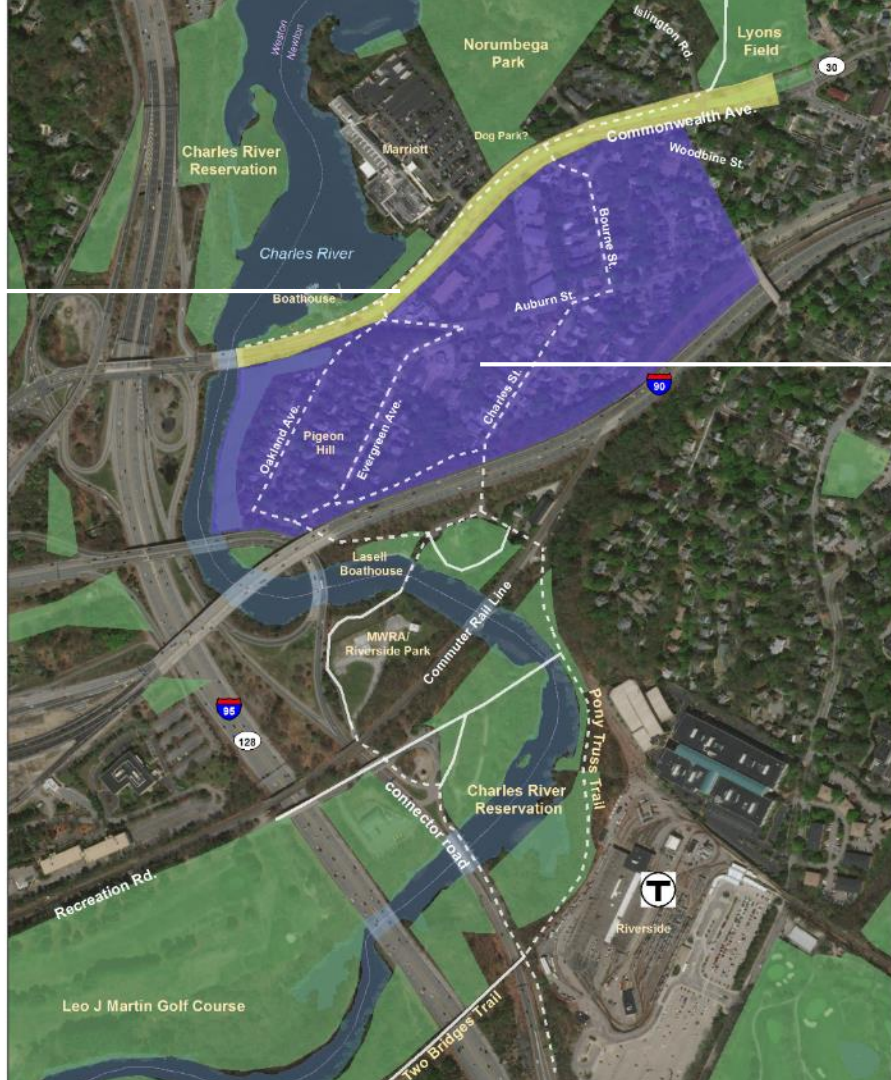 Islington Rd
Lyons
Field
Weston
Newton
Norumbega
Park
30
Dog Park?
Commonwealth Ave.
Charles River
Reservation
Marriott
Woodbine St.
Bourne St.
Charles River
Boathouse
Auburn St.
90
Oakland Ave.
Evergreen Ave.
Charles St.
Pigeon
Hill
Lasell
Boathouse
Commuter Rail Line
MWRA/
Riverside Park
95
128
Pony Truss Trail
Charles River
Reservation
connector road
Recreation Rd.
T
Riverside
Leo J Martin Golf Course
Two Bridges Trail